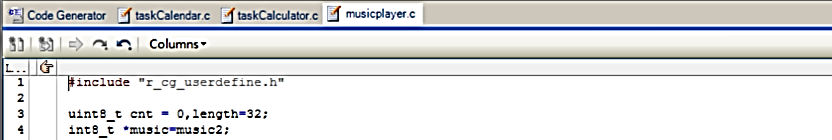 Code Generator taskCalendar.c taskCalculator.c musicplayer.c
Columns
L...
1 #include "r_cg_userdefine.h"
2
3 uint8_t cnt = 0,length=32;
4 int8_t *music=music2;